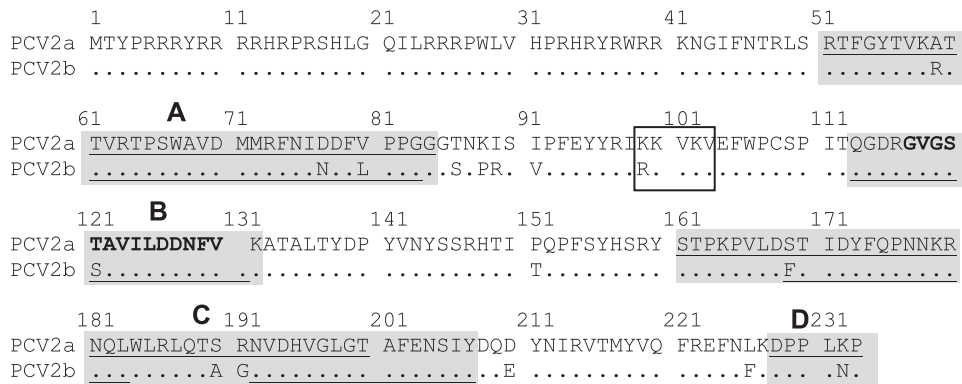 1 11 21 31 41 51
PCV2a MTYPRRRYRR RRHRPRSHLG QILRRRPWLV HPRHRYRWRR KNGIFNTRLS RTFGYTVKAT
PCV2b .......... .......... .......... .......... .......... ........R.
A
61 71 81 91 101 111
PCV2a TVRTPSWAVD MMRFNIDDFV PPGGGTNKIS IPFEYYRIKK VKVEFWPCSP ITQGDRGVGS
PCV2b .......... ......N..L .....S.PR. V.......R. .......... ..........
B
121 131 141 151 161 171
PCV2a TAVILDDNFV KATALTYDP YVNYSSRHTI PQPFSYHSRY STPKPVLDST IDYFQPNNKR
PCV2b S......... .......... .......... T......... ........F. ..........
C D
181 191 201 211 221 231
PCV2a NQLWLRLQTS RNVDHVGLGT AFENSIYDQD YNIRVTMYVQ FREFNLKDPP LKP
PCV2b .........A G......... .........E .......... .....F.... .N.